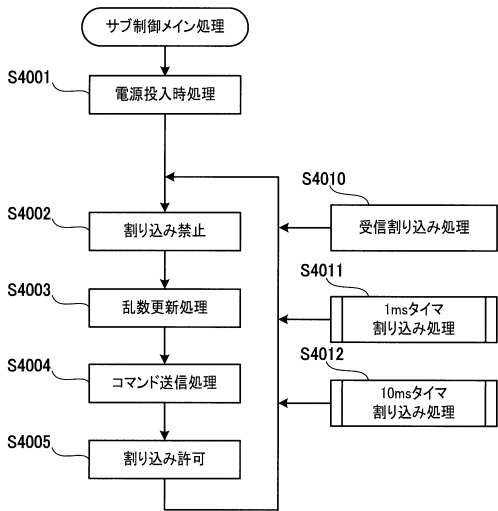 サブ制御メイン処理
S4001
電源投入時処理
S4002
割り込み禁止
S4003
乱数更新処理
S4004
コマンド送信処理
S4005
割り込み許可
S4010
受信割り込み処理
S4011
1msタイマ
割り込み処理
S4012
10msタイマ
割り込み処理